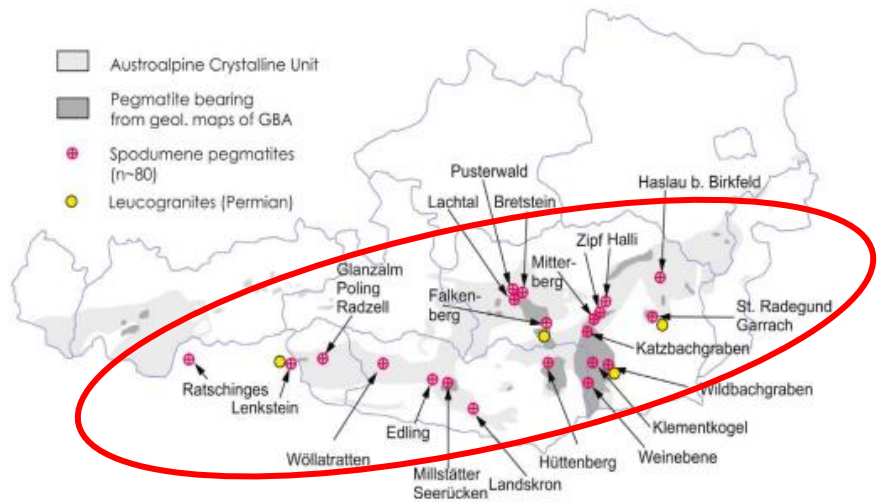 Austroalpine Crystalline Unit
Pegmatite bearing
from geol. maps of GBA
Spodumene pegmatites
(n~80)
Leucogranites (Permian)
Pusterwald
Lachtal
Bretstein
Haslau b. Birkfeld
Zipf
Halli
Mitter-
berg
Glanzalm
Poling
Radzell
Falken-
berg
St. Radegund
Garrach
Katzbachgraben
Ratschinges
Lenkstein
Wildbachgraben
Edling
Klementkogel
Wöllatratten
Hüttenberg
Weinebene
Millstätter
Seerücken
Landskron